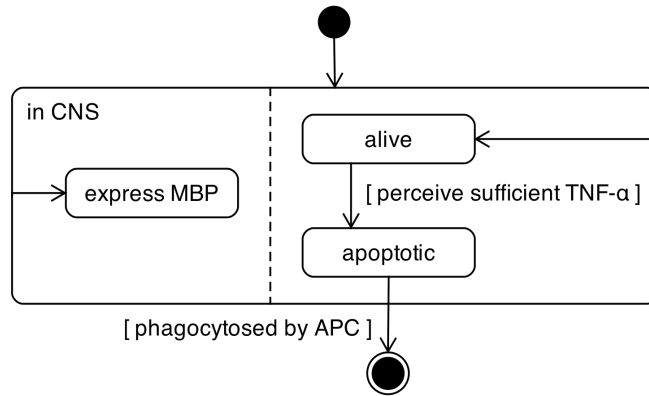 in CNS
alive
express MBP
[ perceive sufficient TNF-α ]
apoptotic
[ phagocytosed by APC ]